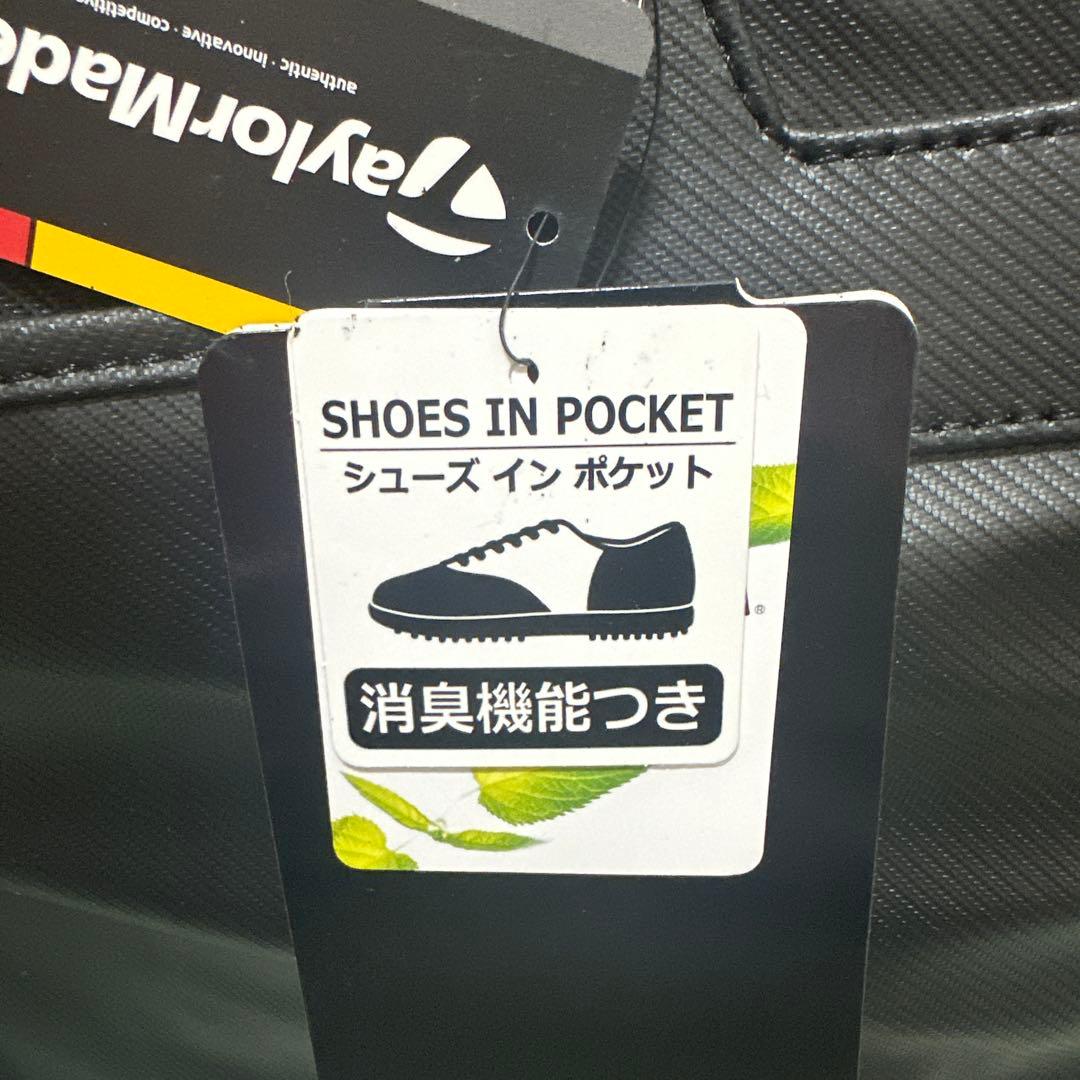 TaylorMade
authentic · innovative · competitive
SHOES IN POCKET
シューズ イン ポケット
消臭機能つき
®